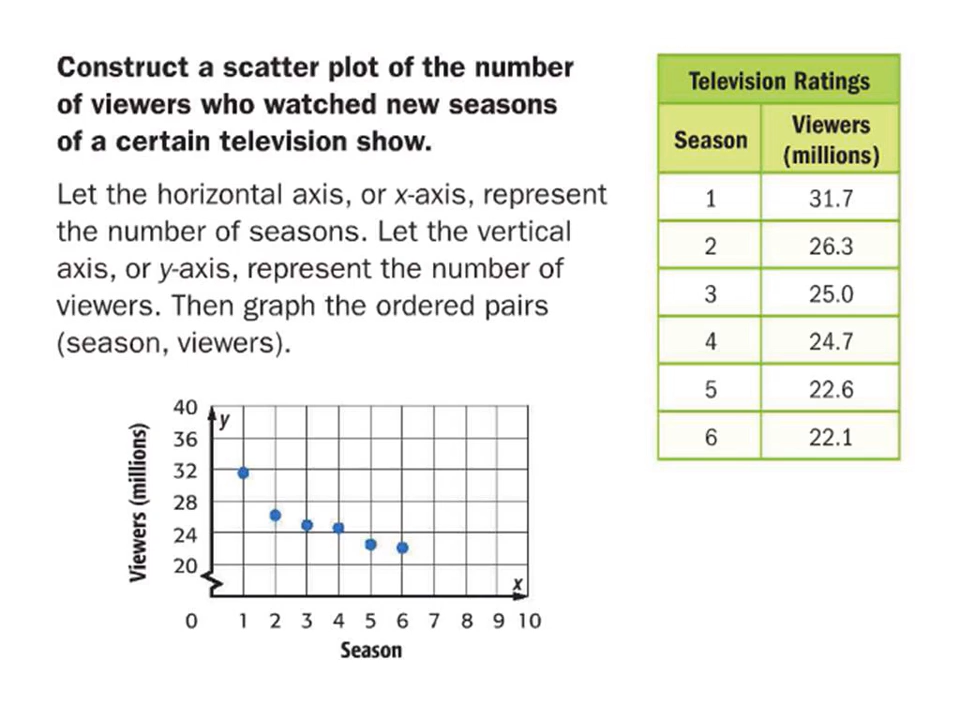 Construct a scatter plot of the number
of viewers who watched new seasons
of a certain television show.
Let the horizontal axis, or x-axis, represent
the number of seasons. Let the vertical
axis, or y-axis, represent the number of
viewers. Then graph the ordered pairs
(season, viewers).
Television Ratings
Season Viewers
(millions)
1 31.7
2 26.3
3 25.0
4 24.7
5 22.6
6 22.1
Viewers (millions)
40
36
32
28
24
20
y
x
0 1 2 3 4 5 6 7 8 9 10
Season